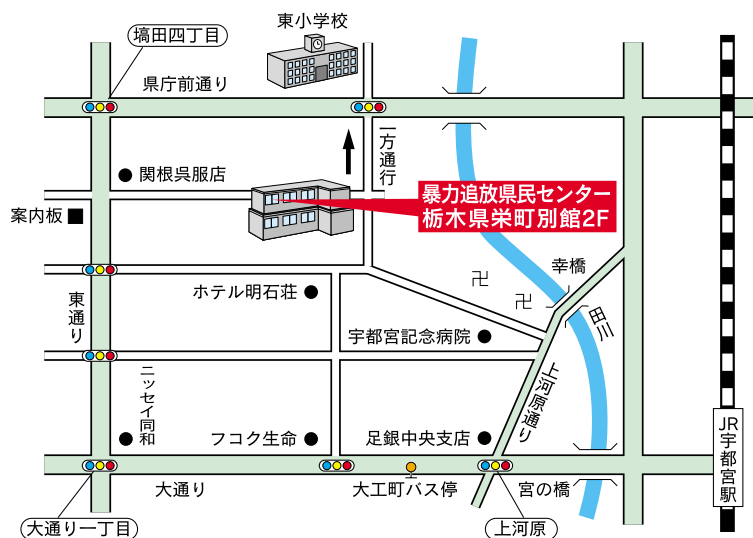 東小学校
塙田四丁目
県庁前通り
一方通行
関根呉服店
暴力追放県民センター
栃木県栄町別館2F
案内板
卍
卍
幸橋
ホテル明石荘
東通り
田川
宇都宮記念病院
ニッセイ同和
上河原通り
フコク生命
足銀中央支店
JR宇都宮駅
大通り
大工町バス停
宮の橋
大通り一丁目
上河原